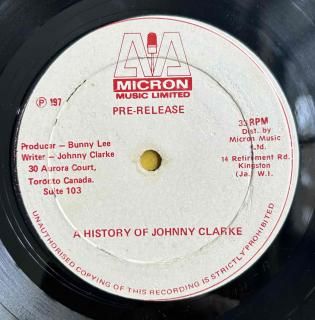 MICRON
MUSIC LIMITED
PRE-RELEASE
Ⓟ 197
33 RPM
Dist. by
Micron Music
Ltd.
14 Retirement Rd.
Kingston
(Ja. W.I.
Producer – Bunny Lee
Writer – Johnny Clarke
30 Aurora Court,
Toronto Canada.
Suite 103
A HISTORY OF JOHNNY CLARKE
UNAUTHORISED COPYING OF THIS RECORDING IS STRICTLY PROHIBITED